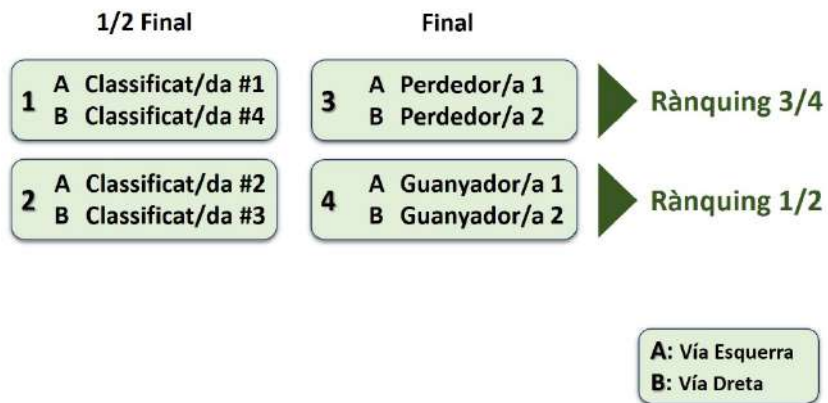 1/2 Final
Final
1 A Classificat/da #1
B Classificat/da #4
3 A Perdedor/a 1
B Perdedor/a 2
Rànquing 3/4
2 A Classificat/da #2
B Classificat/da #3
4 A Guanyador/a 1
B Guanyador/a 2
Rànquing 1/2
A: Vía Esquerra
B: Vía Dreta